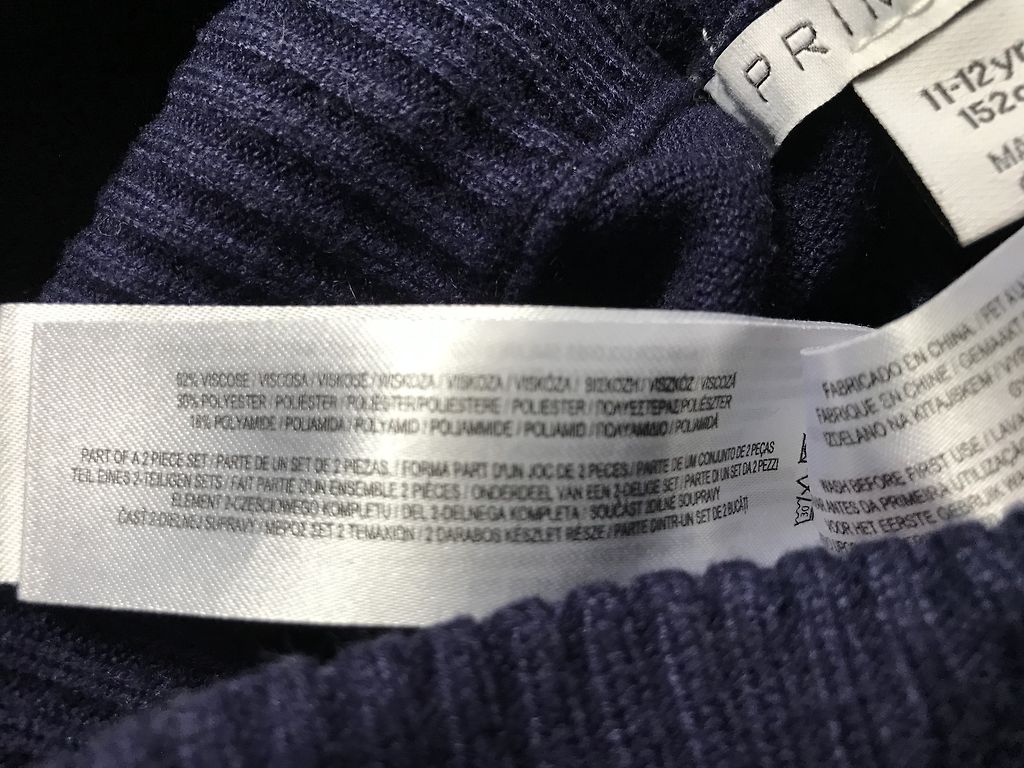 PRIM
11-12yr
152c
MA
52% VISCOSE / VISCOSA / VISKOSE / WISKOZA / VISKOZA / VISKÓZA / ΒΙΣΚΟΖΗ / VISZKÓZ / VISCOZĂ
30% POLYESTER / POLIÉSTER / POLIESTER/POLIESTERE / POLIESTER / ΠΟΛΥΕΣΤΕΡΑΣ/POLIÉSZTER
18% POLYAMIDE / POLIAMIDA / POLYAMID / POLIAMMIDE / POLIAMID / ΠΟΛΥΑΜΙΔΙΟ / POLIAMIDĂ
PART OF A 2 PIECE SET / PARTE DE UN SET DE 2 PIEZAS. / FORMA PART D'UN JOC DE 2 PECES / PARTE DE UM CONJUNTO DE 2 PEÇAS
TEIL EINES 2-TEILIGEN SETS / FAIT PARTIE D'UN ENSEMBLE 2 PIÈCES / ONDERDEEL VAN EEN 2-DELIGE SET / PARTE DI UN SET DA 2 PEZZI
ELEMENT 2-CZĘŚCIOWEGO KOMPLETU / DEL 2-DELNEGA KOMPLETA / SOUČÁST 2DÍLNÉ SOUPRAVY
ČASŤ 2-DIELNEJ SÚPRAVY / ΜΕΡΟΣ ΣΕΤ 2 ΤΕΜΑΧΙΩΝ / 2 DARABOS KÉSZLET RÉSZE / PARTE DINTR-UN SET DE 2 BUCĂȚI
30
FABRICADO EN CHINA. / FET A LA
FABRIQUÉ EN CHINE / GEMAAKT
IZDELANO NA KITAJSKEM / VYR
WASH BEFORE FIRST USE / LAVA
AR ANTES DA PRIMEIRA UTILIZAÇÃO
VOOR HET EERSTE GEBRUIK WA